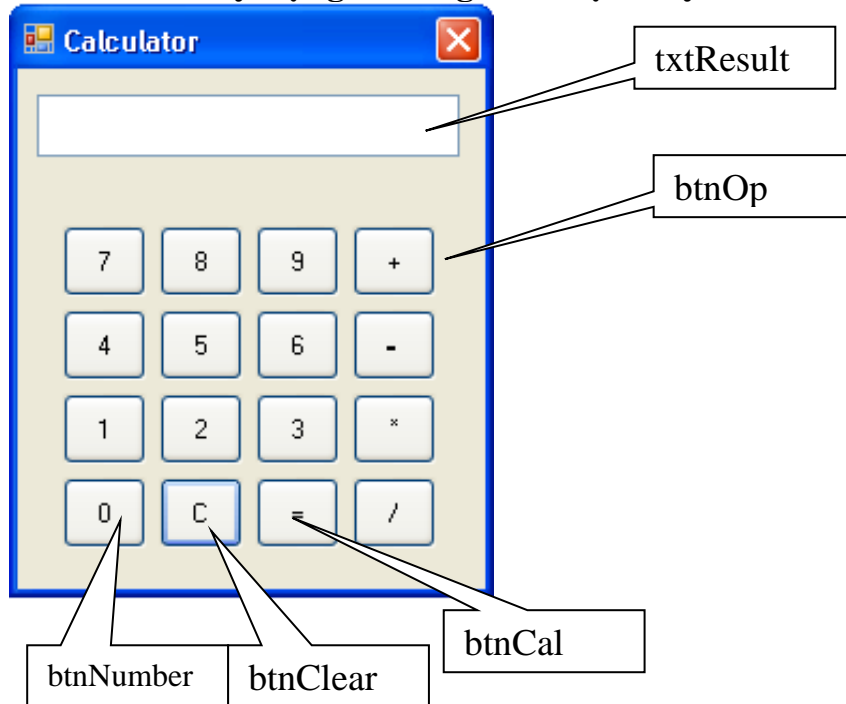 Calculator
txtResult
btnOp
7 8 9 +
4 5 6 -
1 2 3 *
0 C = /
btnCal
btnNumber
btnClear